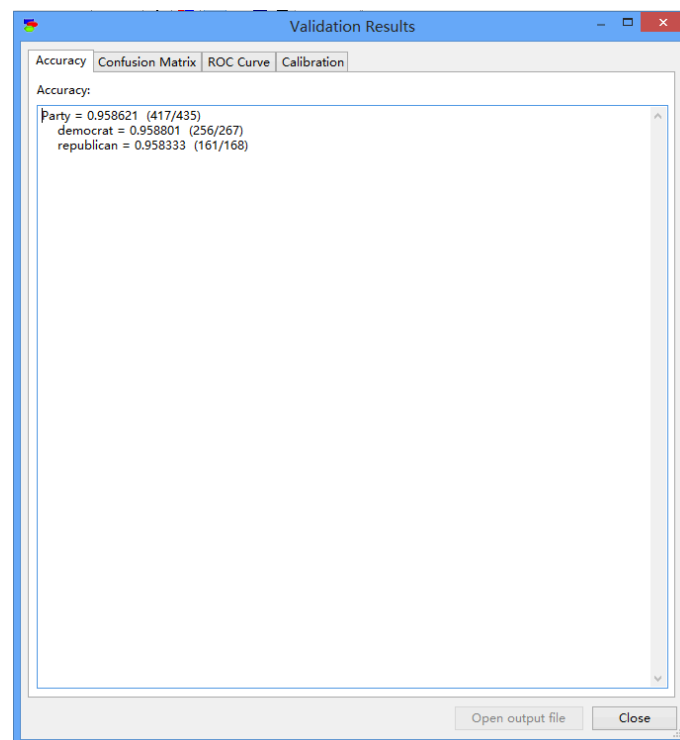 Validation Results
Accuracy Confusion Matrix ROC Curve Calibration
Accuracy:
Party = 0.958621 (417/435)
democrat = 0.958801 (256/267)
republican = 0.958333 (161/168)
Open output file Close